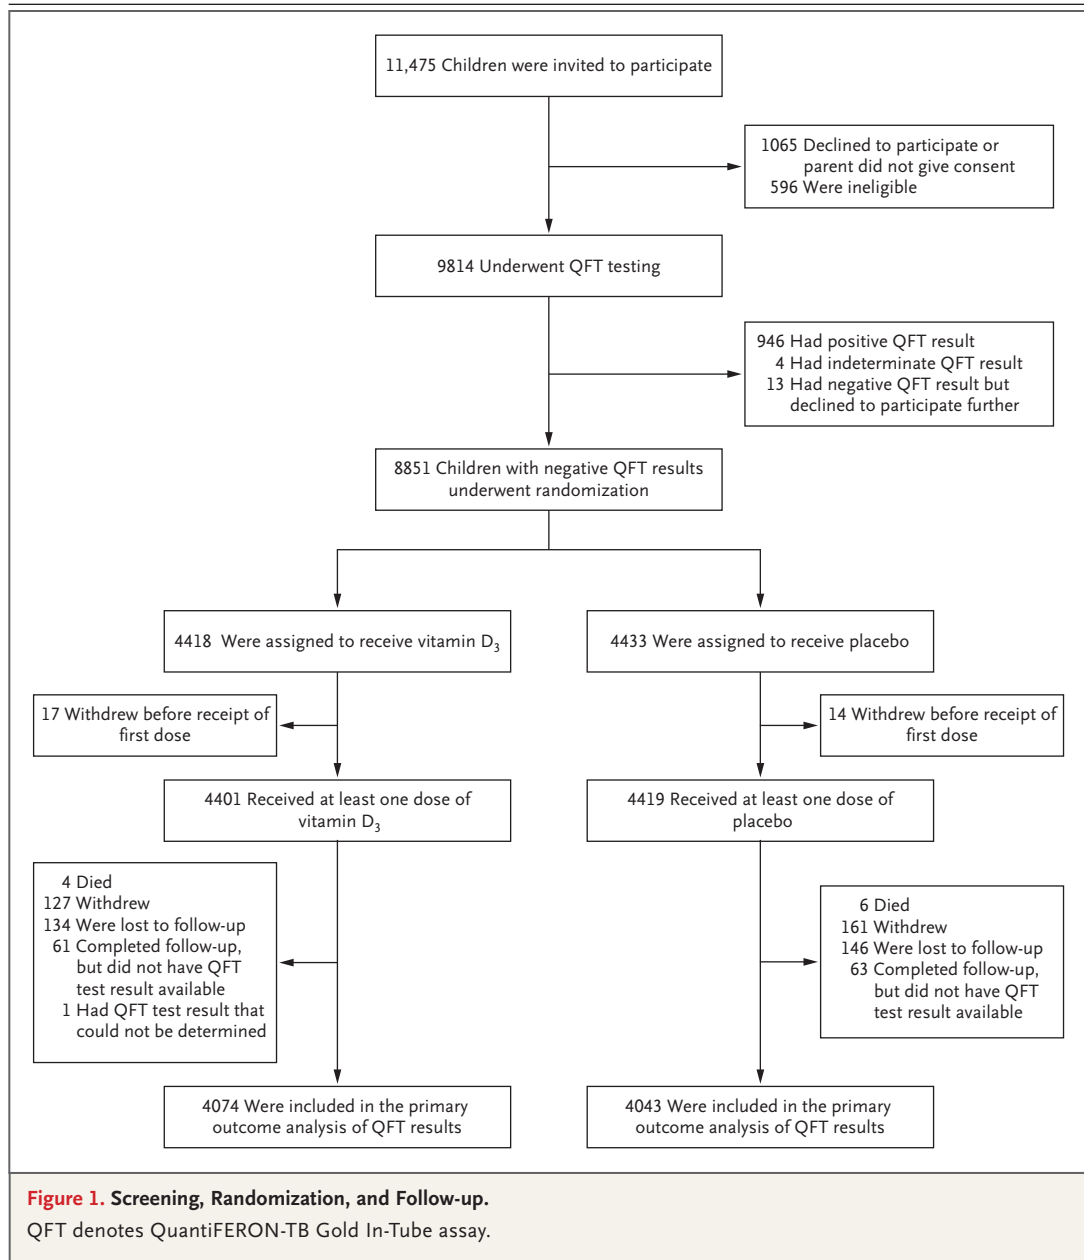 11,475 Children were invited to participate
1065 Declined to participate or
parent did not give consent
596 Were ineligible
9814 Underwent QFT testing
946 Had positive QFT result
4 Had indeterminate QFT result
13 Had negative QFT result but
declined to participate further
8851 Children with negative QFT results
underwent randomization
4418 Were assigned to receive vitamin D₃
4433 Were assigned to receive placebo
17 Withdrew before receipt of
first dose
14 Withdrew before receipt of
first dose
4401 Received at least one dose of
vitamin D₃
4419 Received at least one dose of
placebo
4 Died
127 Withdrew
134 Were lost to follow-up
61 Completed follow-up,
but did not have QFT
test result available
1 Had QFT test result that
could not be determined
6 Died
161 Withdrew
146 Were lost to follow-up
63 Completed follow-up,
but did not have QFT
test result available
4074 Were included in the primary
outcome analysis of QFT results
4043 Were included in the primary
outcome analysis of QFT results
Figure 1. Screening, Randomization, and Follow-up.
QFT denotes QuantiFERON-TB Gold In-Tube assay.